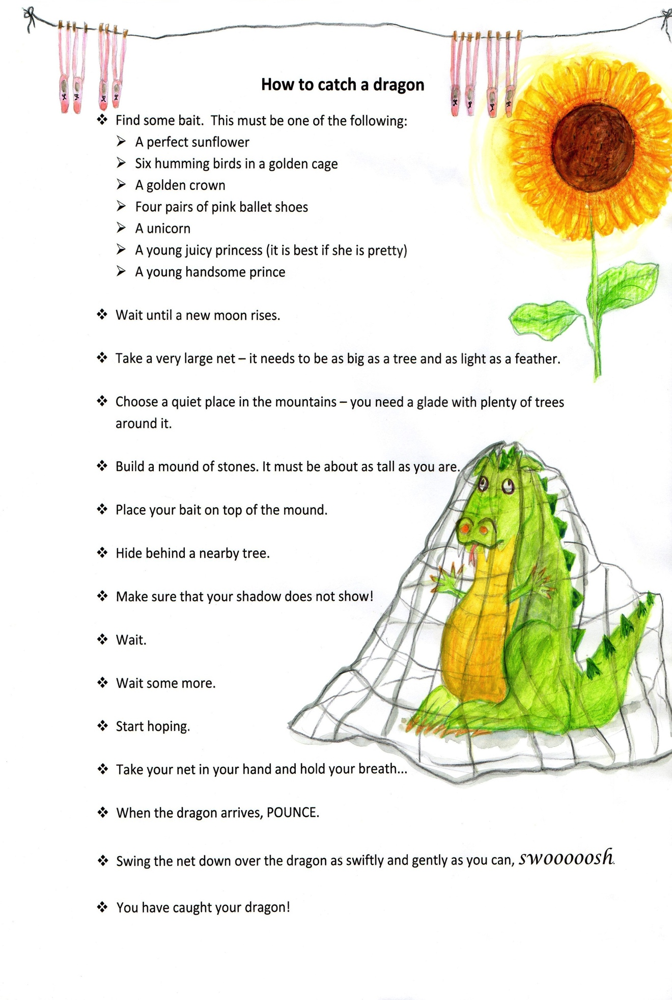 How to catch a dragon
Find some bait.  This must be one of the following:
A perfect sunflower
Six humming birds in a golden cage
A golden crown
Four pairs of pink ballet shoes
A unicorn
A young juicy princess (it is best if she is pretty)
A young handsome prince
Wait until a new moon rises.
Take a very large net – it needs to be as big as a tree and as light as a feather.
Choose a quiet place in the mountains – you need a glade with plenty of trees
around it.
Build a mound of stones. It must be about as tall as you are.
Place your bait on top of the mound.
Hide behind a nearby tree.
Make sure that your shadow does not show!
Wait.
Wait some more.
Start hoping.
Take your net in your hand and hold your breath...
When the dragon arrives, POUNCE.
Swing the net down over the dragon as swiftly and gently as you can, swooooosh.
You have caught your dragon!